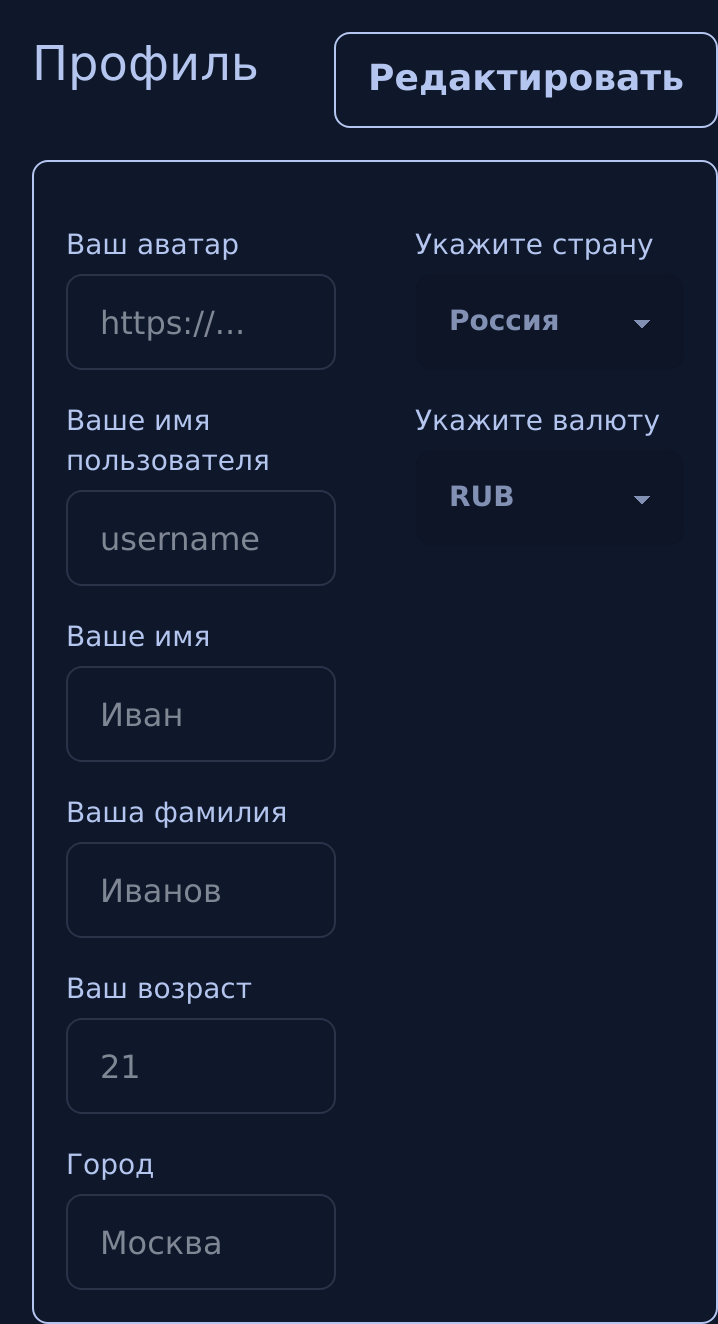 Профиль
Редактировать
Ваш аватар
https://...
Ваше имя
пользователя
username
Ваше имя
Иван
Ваша фамилия
Иванов
Ваш возраст
21
Город
Москва
Укажите страну
Россия
Укажите валюту
RUB